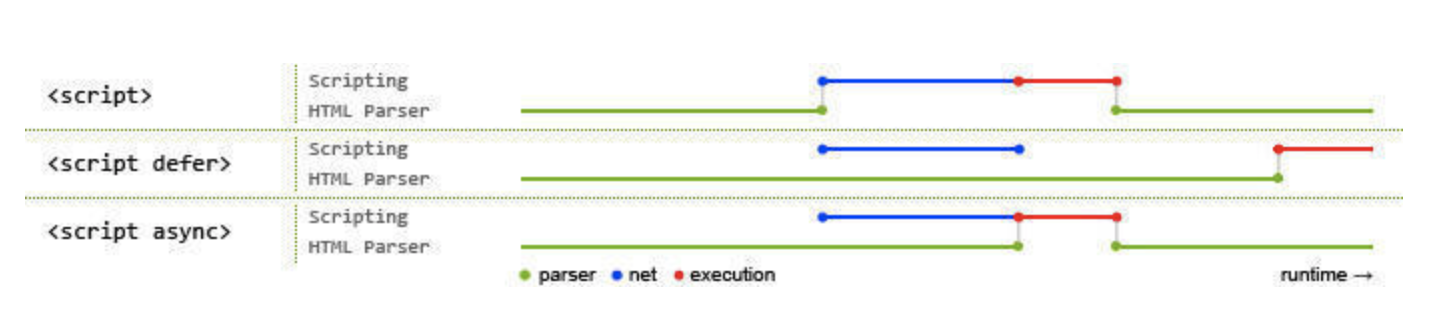 <script>
Scripting
HTML Parser
<script defer>
Scripting
HTML Parser
<script async>
Scripting
HTML Parser
parser net execution runtime →